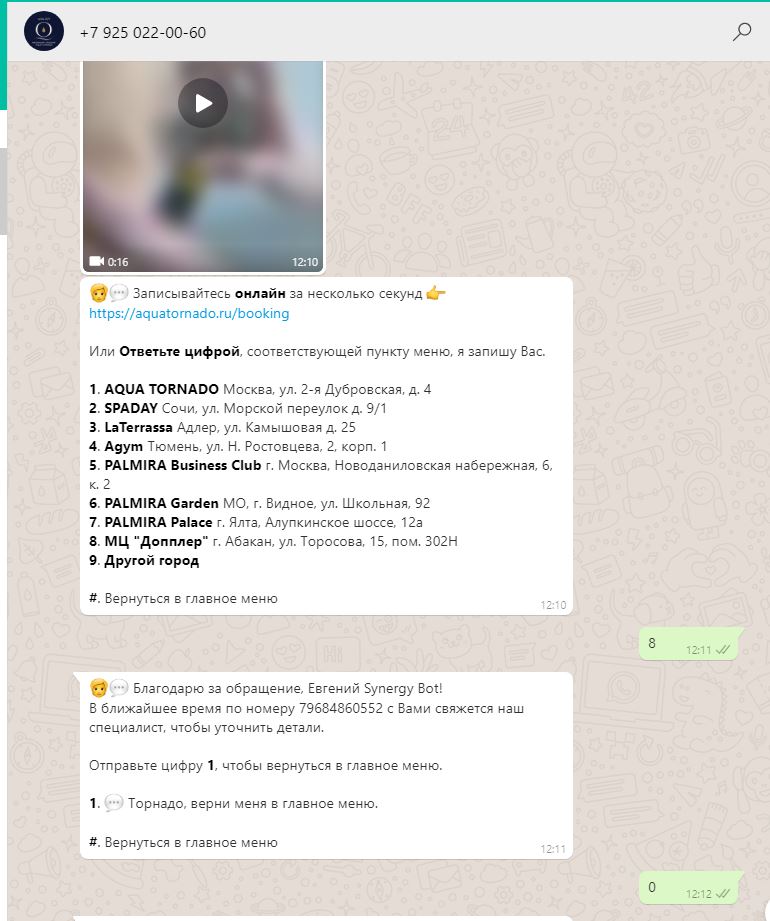 +7 925 022-00-60
0:16
12:10
Записывайтесь онлайн за несколько секунд
https://aquatornado.ru/booking
Или Ответьте цифрой, соответствующей пункту меню, я запишу Вас.
1. AQUA TORNADO Москва, ул. 2-я Дубровская, д. 4
2. SPADAY Сочи, ул. Морской переулок д. 9/1
3. LaTerrassa Адлер, ул. Камышовая д. 25
4. Agym Тюмень, ул. Н. Ростовцева, 2, корп. 1
5. PALMIRA Business Club г. Москва, Новоданиловская набережная, 6,
к. 2
6. PALMIRA Garden МО, г. Видное, ул. Школьная, 92
7. PALMIRA Palace г. Ялта, Алупкинское шоссе, 12а
8. МЦ "Допплер" г. Абакан, ул. Торосова, 15, пом. 302Н
9. Другой город
#. Вернуться в главное меню
12:10
8
12:11
Благодарю за обращение, Евгений Synergy Bot!
В ближайшее время по номеру 79684860552 с Вами свяжется наш
специалист, чтобы уточнить детали.
Отправьте цифру 1, чтобы вернуться в главное меню.
1. Торнадо, верни меня в главное меню.
#. Вернуться в главное меню
12:11
0
12:12